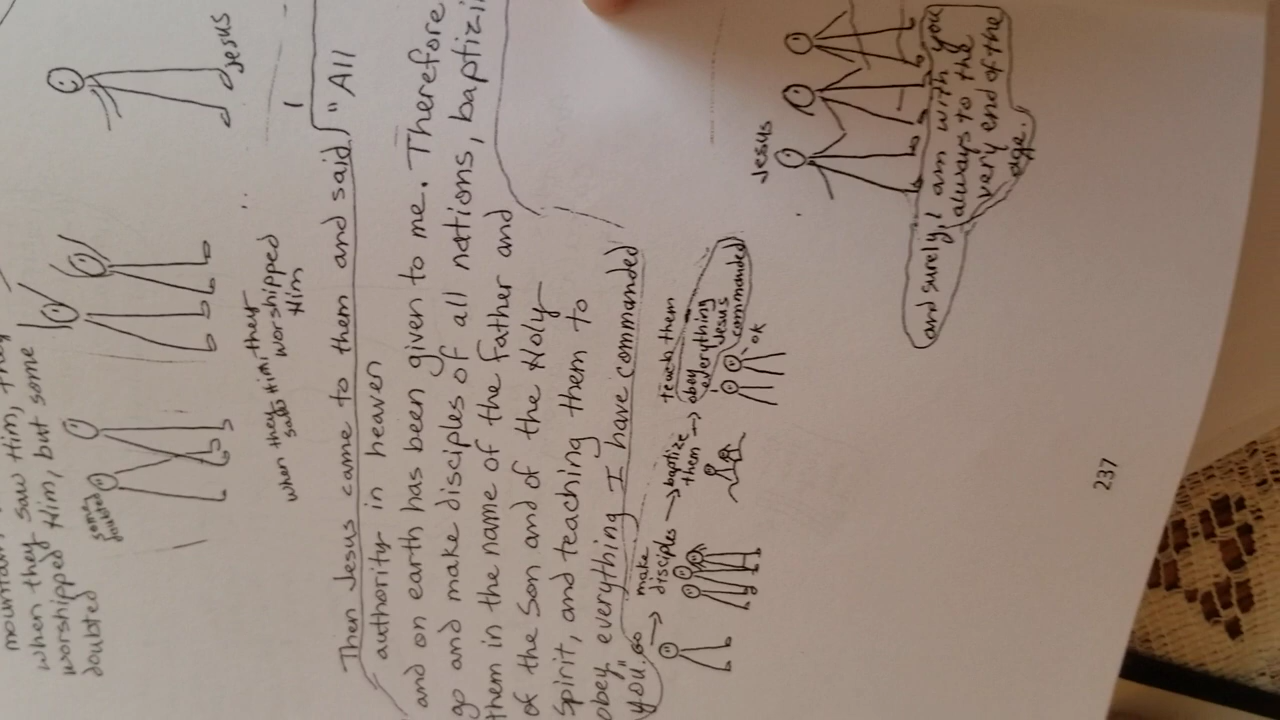 mountain,
when they saw Him, they
worshipped Him, but some
doubted
some
doubted
when they
saw Him, they
worshipped
Him
Jesus
Then Jesus came to them and said, "All
authority in heaven
and on earth has been given to me. Therefore
go and make disciples of all nations, baptizi
them in the name of the Father and
of the Son and of the Holy
Spirit, and teaching them to
obey everything I have commanded
you."
Go → make
disciples → baptize
them → teach them
obey
everything
Jesus
commanded
ok
Jesus
and surely, I am with you
always to the
very end of the
age."
237